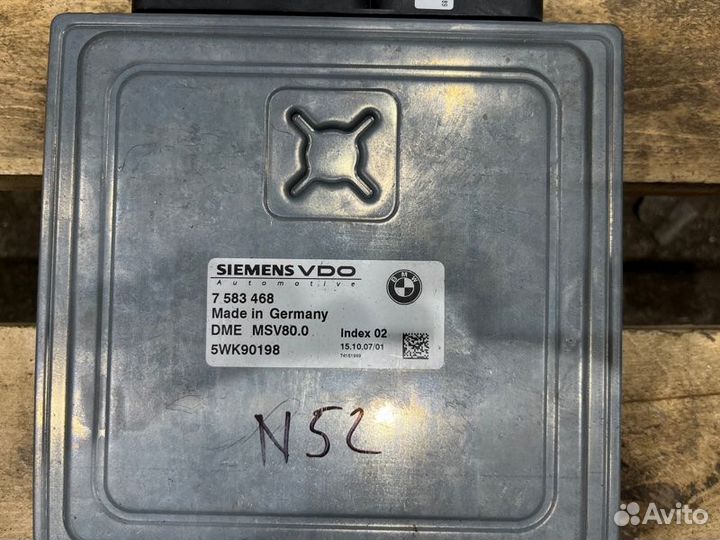 SIEMENS VDO
Automotive
BMW
7 583 468
Made in Germany
DME MSV80.0
Index 02
5WK90198
15.10.07/01
N52
Avito